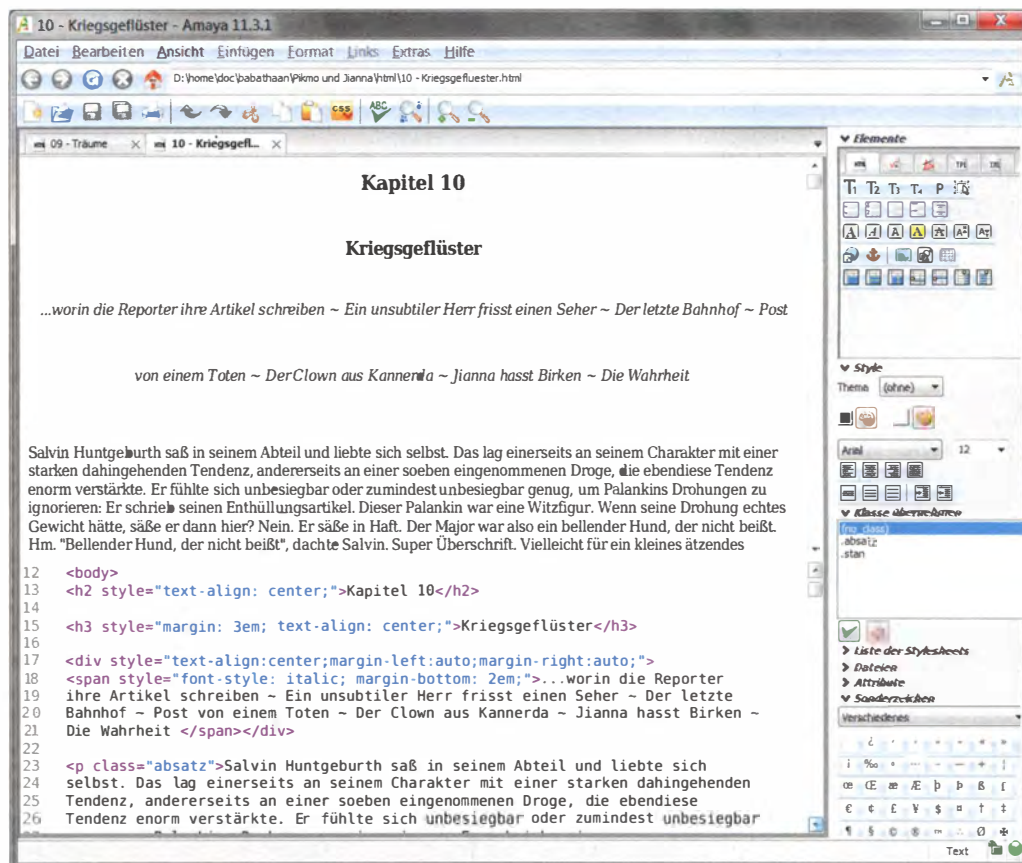 10 - Kriegsgeflüster - Amaya 11.3.1
Datei Bearbeiten Ansicht Einfügen Format Links Extras Hilfe
D:\home\doc\babathaan\Pikmo und Jianna\html\10 - Kriegsgefluester.html
ABC
CSS
09 - Träume
10 - Kriegsgefl...
Kapitel 10
Kriegsgeflüster
...worin die Reporter ihre Artikel schreiben ~ Ein unsubtiler Herr frisst einen Seher ~ Der letzte Bahnhof ~ Post
von einem Toten ~ Der Clown aus Kannerda ~ Jianna hasst Birken ~ Die Wahrheit
Salvin Huntgeburth saß in seinem Abteil und liebte sich selbst. Das lag einerseits an seinem Charakter mit einer
starken dahingehenden Tendenz, andererseits an einer soeben eingenommenen Droge, die ebendiese Tendenz
enorm verstärkte. Er fühlte sich unbesiegbar oder zumindest unbesiegbar genug, um Palankins Drohungen zu
ignorieren: Er schrieb seinen Enthüllungsartikel. Dieser Palankin war eine Witzfigur. Wenn seine Drohung echtes
Gewicht hätte, säße er dann hier? Nein. Er säße in Haft. Der Major war also ein bellender Hund, der nicht beißt.
Hm. "Bellender Hund, der nicht beißt", dachte Salvin. Super Überschrift. Vielleicht für ein kleines ätzendes
12 <body>
13 <h2 style="text-align: center;">Kapitel 10</h2>
14
15 <h3 style="margin: 3em; text-align: center;">Kriegsgeflüster</h3>
16
17 <div style="text-align:center;margin-left:auto;margin-right:auto;">
18 <span style="font-style: italic; margin-bottom: 2em;">...worin die Reporter
19 ihre Artikel schreiben ~ Ein unsubtiler Herr frisst einen Seher ~ Der letzte
20 Bahnhof ~ Post von einem Toten ~ Der Clown aus Kannerda ~ Jianna hasst Birken ~
21 Die Wahrheit </span></div>
22
23 <p class="absatz">Salvin Huntgeburth saß in seinem Abteil und liebte sich
24 selbst. Das lag einerseits an seinem Charakter mit einer starken dahingehenden
25 Tendenz, andererseits an einer soeben eingenommenen Droge, die ebendiese
26 Tendenz enorm verstärkte. Er fühlte sich unbesiegbar oder zumindest unbesiegbar
Elemente
T1 T2 T3 T4 P
Style
Thema (ohne)
Arial 12
Klasse übernehmen
(no_class)
.absatz
.stan
Liste der Stylesheets
Dateien
Attribute
Sonderzeichen
Verschiedenes
œ Œ æ Æ þ Þ ß
€ ¢ £ ¥ $ ¤ † ‡
¶ § © ® ™ ∴ Ø ✠
Text